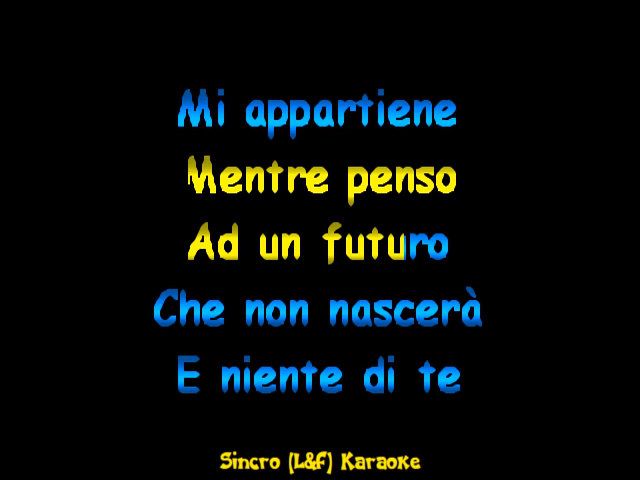 Mi appartiene
Mentre penso
Ad un futuro
Che non nascerà
E niente di te
Sincro (L&F) Karaoke